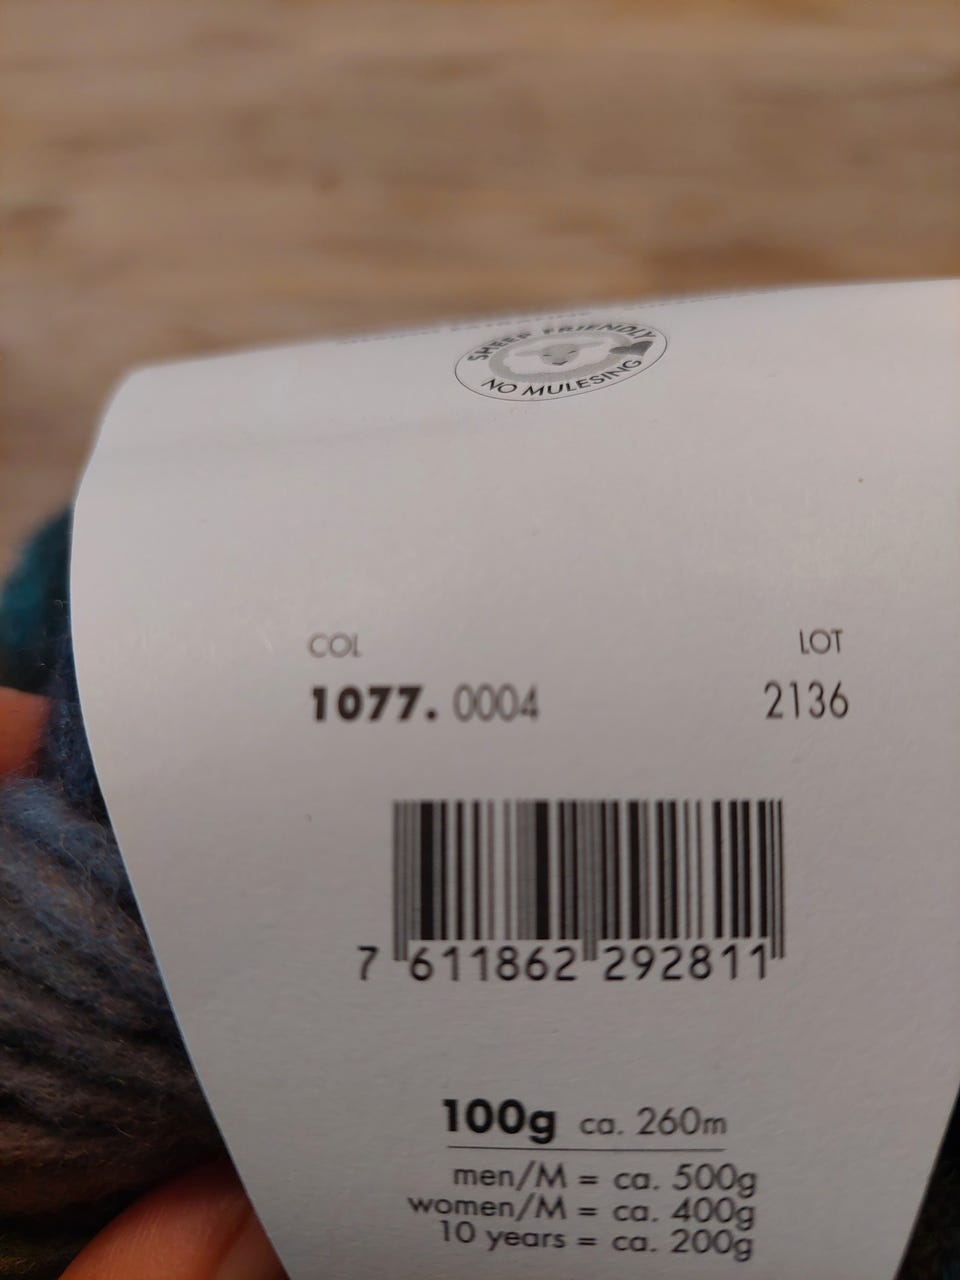 SHEEP FRIENDLY
NO MULESING
COL LOT
1077. 0004 2136
7 611862 292811
100g ca. 260m
men/M = ca. 500g
women/M = ca. 400g
10 years = ca. 200g